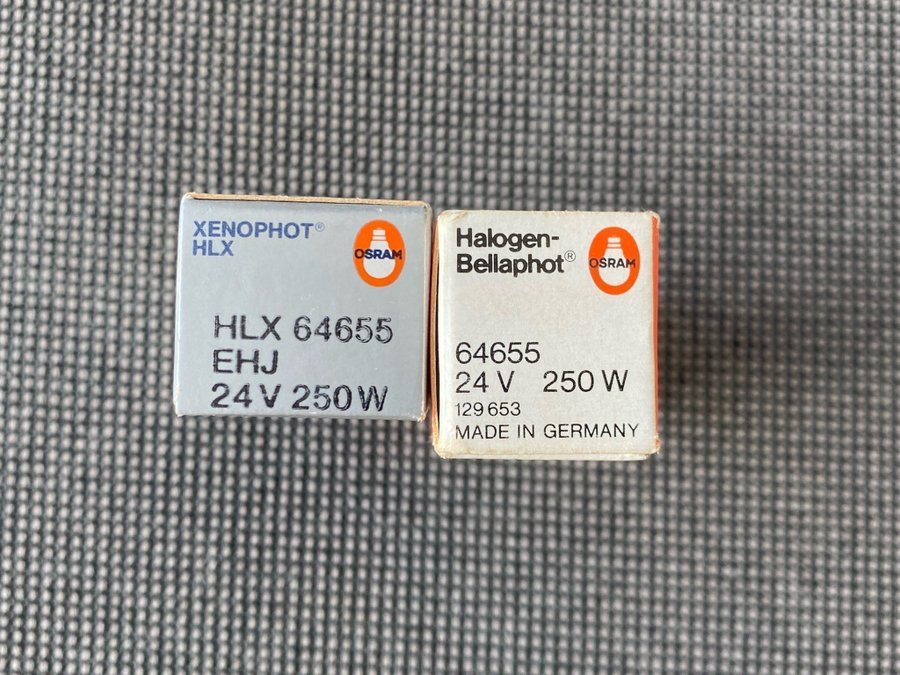 XENOPHOT®
HLX
OSRAM
HLX 64655
EHJ
24 V 250 W
Halogen-
Bellaphot®
OSRAM
64655
24 V 250 W
129 653
MADE IN GERMANY